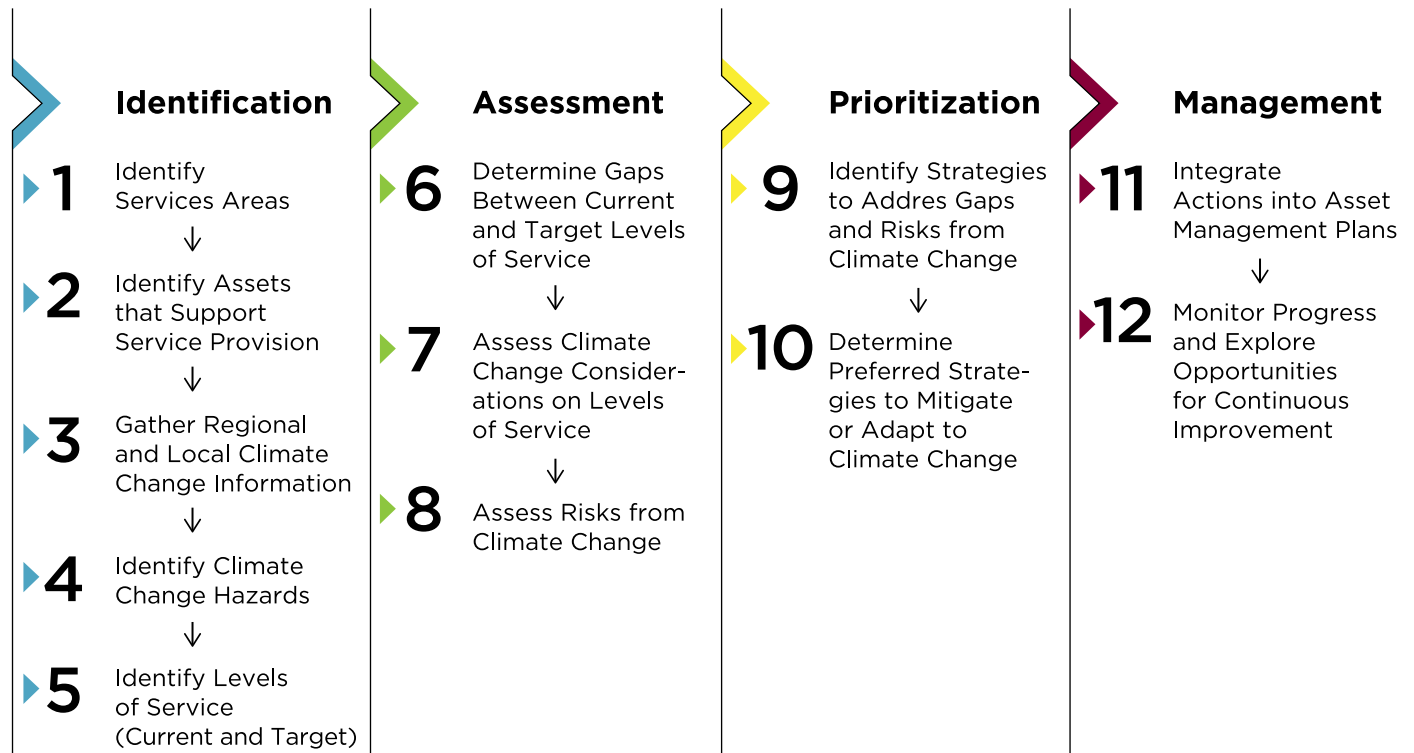 Identification
1
Identify
Services Areas
2
Identify Assets
that Support
Service Provision
3
Gather Regional
and Local Climate
Change Information
4
Identify Climate
Change Hazards
5
Identify Levels
of Service
(Current and Target)
Assessment
6
Determine Gaps
Between Current
and Target Levels
of Service
7
Assess Climate
Change Consider-
ations on Levels
of Service
8
Assess Risks from
Climate Change
Prioritization
9
Identify Strategies
to Addres Gaps
and Risks from
Climate Change
10
Determine
Preferred Strate-
gies to Mitigate
or Adapt to
Climate Change
Management
11
Integrate
Actions into Asset
Management Plans
12
Monitor Progress
and Explore
Opportunities
for Continuous
Improvement